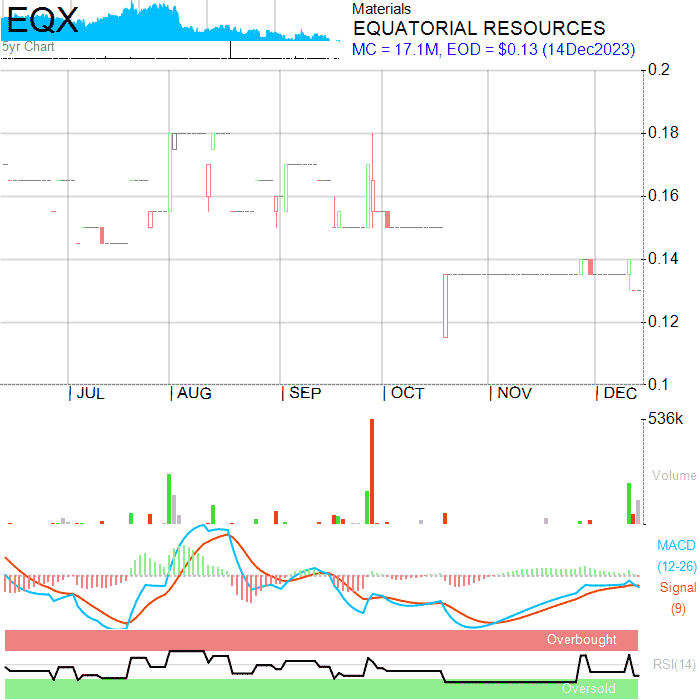 EQX
5yr Chart
Materials
EQUATORIAL RESOURCES
MC = 17.1M, EOD = $0.13 (14Dec2023)
0.2
0.18
0.16
0.14
0.12
0.1
JUL AUG SEP OCT NOV DEC
536k
Volume
MACD
(12-26)
Signal
(9)
Overbought
RSI(14)
Oversold